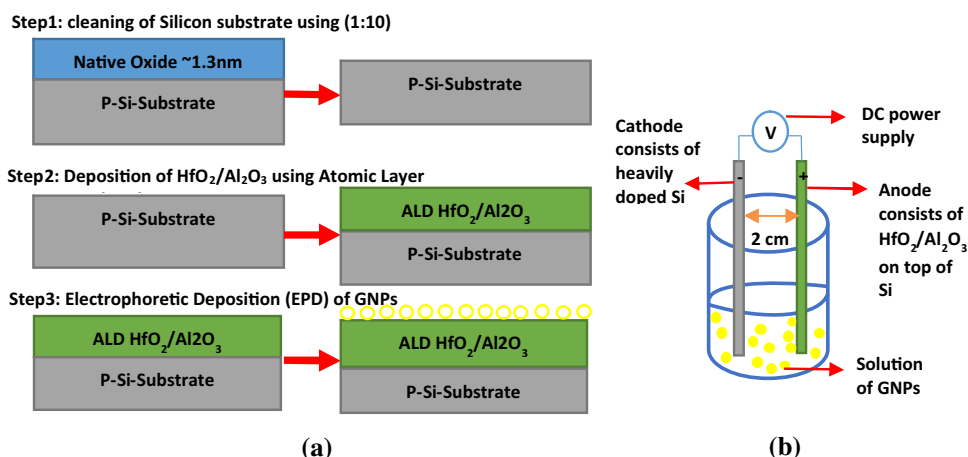 Step1: cleaning of Silicon substrate using (1:10)
Native Oxide ~1.3nm
P-Si-Substrate
P-Si-Substrate
Step2: Deposition of HfO₂/Al₂O₃ using Atomic Layer
P-Si-Substrate
ALD HfO₂/Al2O₃
P-Si-Substrate
Step3: Electrophoretic Deposition (EPD) of GNPs
ALD HfO₂/Al2O₃
P-Si-Substrate
ALD HfO₂/Al2O₃
P-Si-Substrate
(a)
Cathode
consists of
heavily
doped Si
V
DC power
supply
-
+
2 cm
Anode
consists of
HfO₂/Al₂O₃
on top of
Si
Solution
of GNPs
(b)